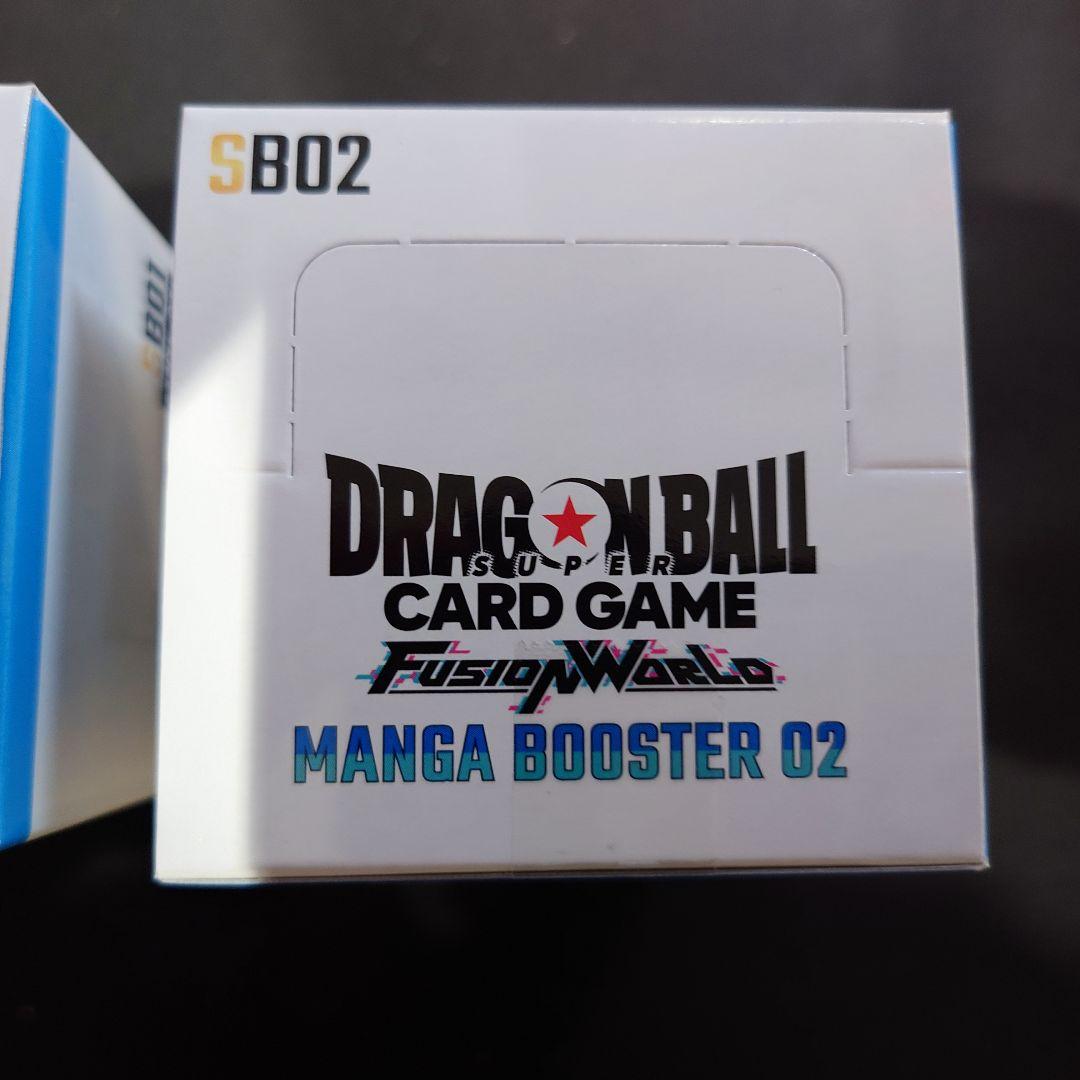 SB02
SB01
DRAGON BALL
SUPER
CARD GAME
FUSION WORLD
MANGA BOOSTER 02